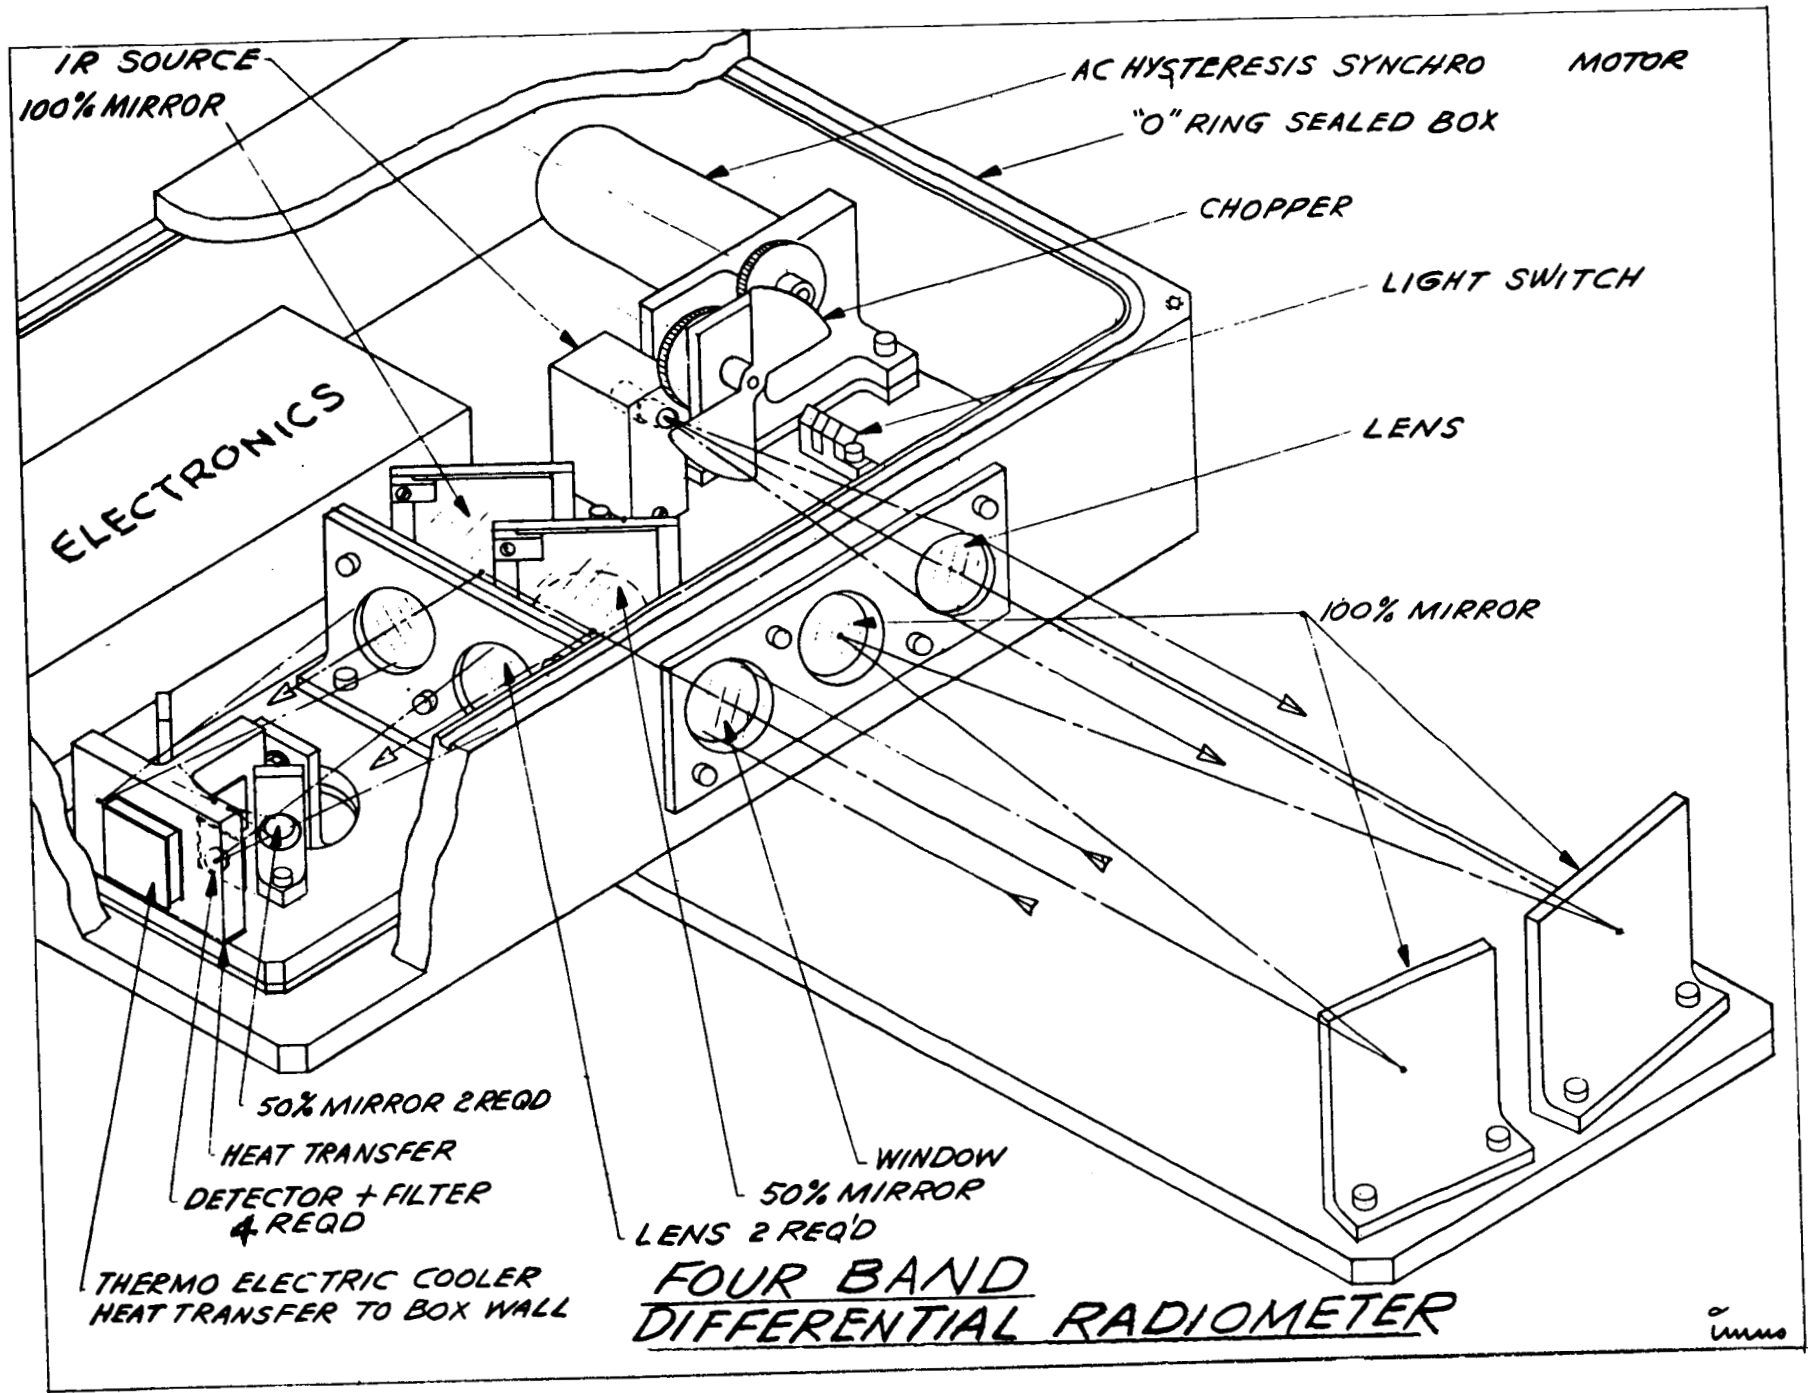 IR SOURCE
100% MIRROR
AC HYSTERESIS SYNCHRO MOTOR
"O" RING SEALED BOX
CHOPPER
LIGHT SWITCH
LENS
100% MIRROR
ELECTRONICS
50% MIRROR 2 REQD
HEAT TRANSFER
DETECTOR + FILTER
4 REQD
THERMO ELECTRIC COOLER
HEAT TRANSFER TO BOX WALL
WINDOW
50% MIRROR
LENS 2 REQ'D
FOUR BAND
DIFFERENTIAL RADIOMETER